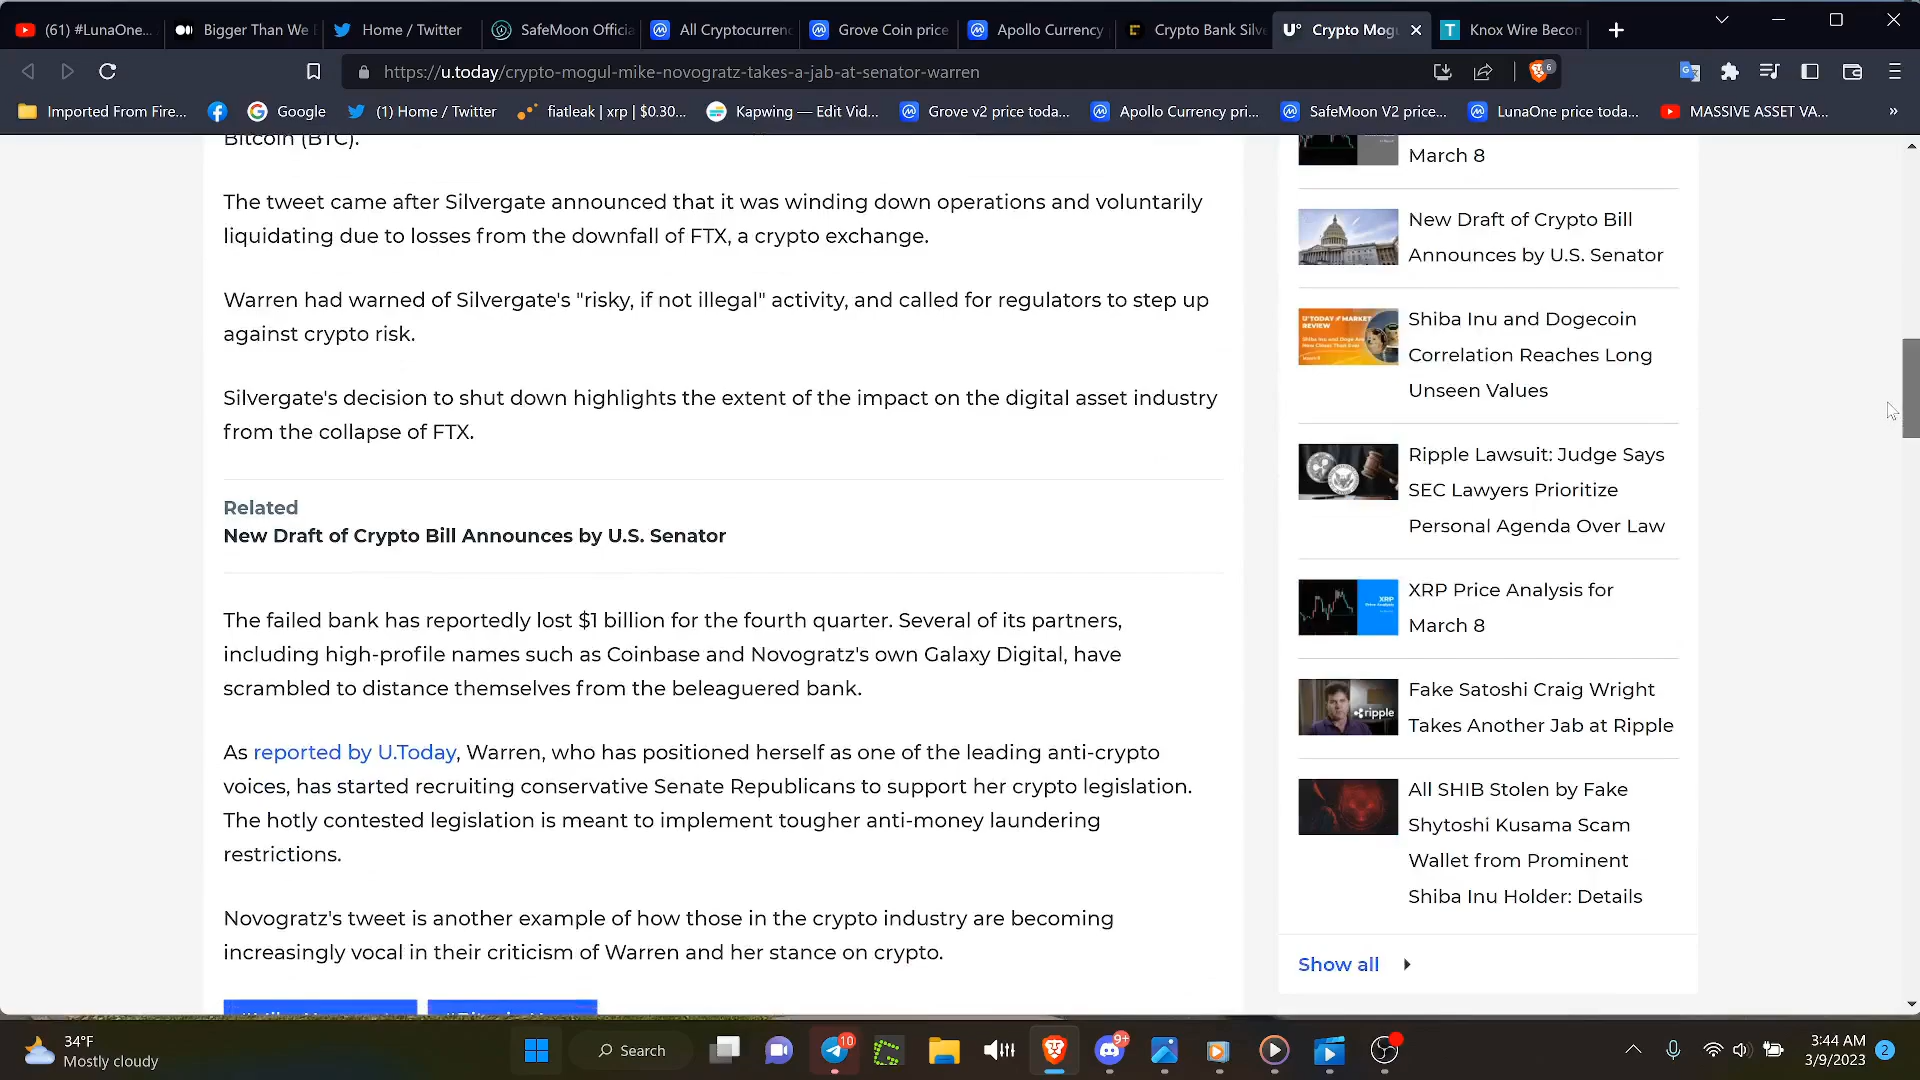 (61) #LunaOne...
Bigger Than We
Home / Twitter
SafeMoon Officia
All Cryptocurrenc
Grove Coin price
Apollo Currency
Crypto Bank Silv
U° Crypto Mog
T Knox Wire Becon
https://u.today/crypto-mogul-mike-novogratz-takes-a-jab-at-senator-warren
6
Imported From Fire...
Google
(1) Home / Twitter
fiatleak | xrp | $0.30...
Kapwing — Edit Vid...
Grove v2 price toda...
Apollo Currency pri...
SafeMoon V2 price...
LunaOne price toda...
MASSIVE ASSET VA...
»
Bitcoin (BTC).
The tweet came after Silvergate announced that it was winding down operations and voluntarily
liquidating due to losses from the downfall of FTX, a crypto exchange.
Warren had warned of Silvergate's "risky, if not illegal" activity, and called for regulators to step up
against crypto risk.
Silvergate's decision to shut down highlights the extent of the impact on the digital asset industry
from the collapse of FTX.
Related
New Draft of Crypto Bill Announces by U.S. Senator
The failed bank has reportedly lost $1 billion for the fourth quarter. Several of its partners,
including high-profile names such as Coinbase and Novogratz's own Galaxy Digital, have
scrambled to distance themselves from the beleaguered bank.
As reported by U.Today, Warren, who has positioned herself as one of the leading anti-crypto
voices, has started recruiting conservative Senate Republicans to support her crypto legislation.
The hotly contested legislation is meant to implement tougher anti-money laundering
restrictions.
Novogratz's tweet is another example of how those in the crypto industry are becoming
increasingly vocal in their criticism of Warren and her stance on crypto.
March 8
New Draft of Crypto Bill
Announces by U.S. Senator
Shiba Inu and Dogecoin
Correlation Reaches Long
Unseen Values
Ripple Lawsuit: Judge Says
SEC Lawyers Prioritize
Personal Agenda Over Law
XRP Price Analysis for
March 8
Fake Satoshi Craig Wright
Takes Another Jab at Ripple
ripple
All SHIB Stolen by Fake
Shytoshi Kusama Scam
Wallet from Prominent
Shiba Inu Holder: Details
Show all
34°F
Mostly cloudy
Search
10
9+
3:44 AM
3/9/2023
2